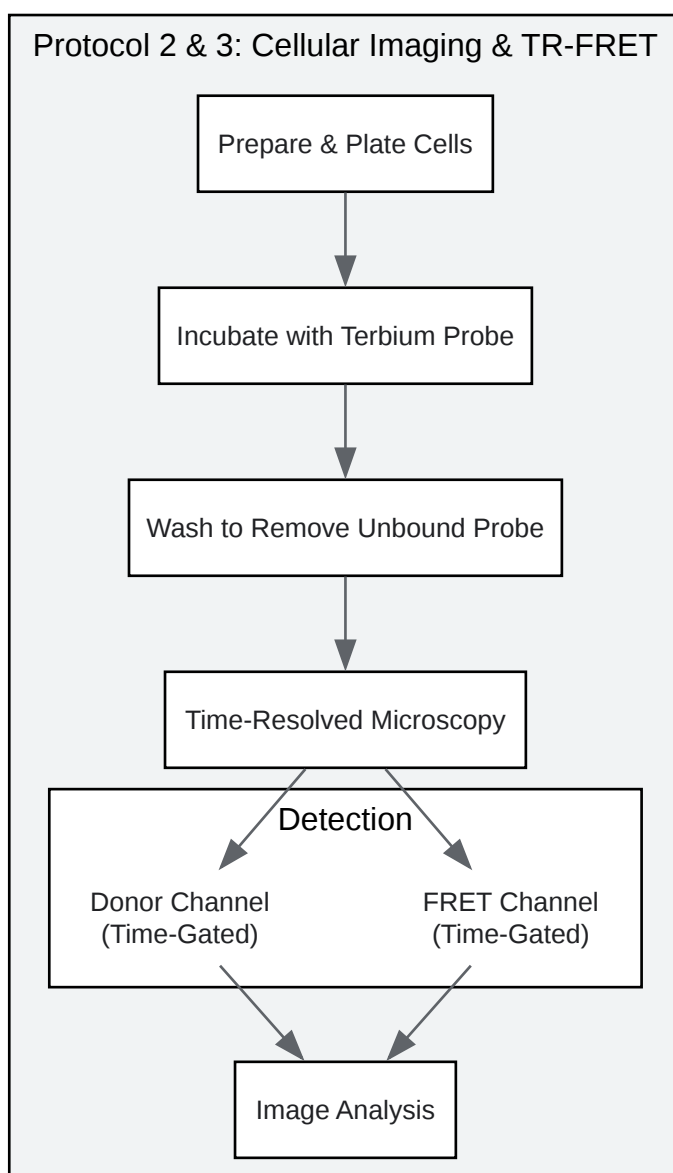 Protocol 2 & 3: Cellular Imaging & TR-FRET
Prepare & Plate Cells
Incubate with Terbium Probe
Wash to Remove Unbound Probe
Time-Resolved Microscopy
Detection
Donor Channel
(Time-Gated)
FRET Channel
(Time-Gated)
Image Analysis